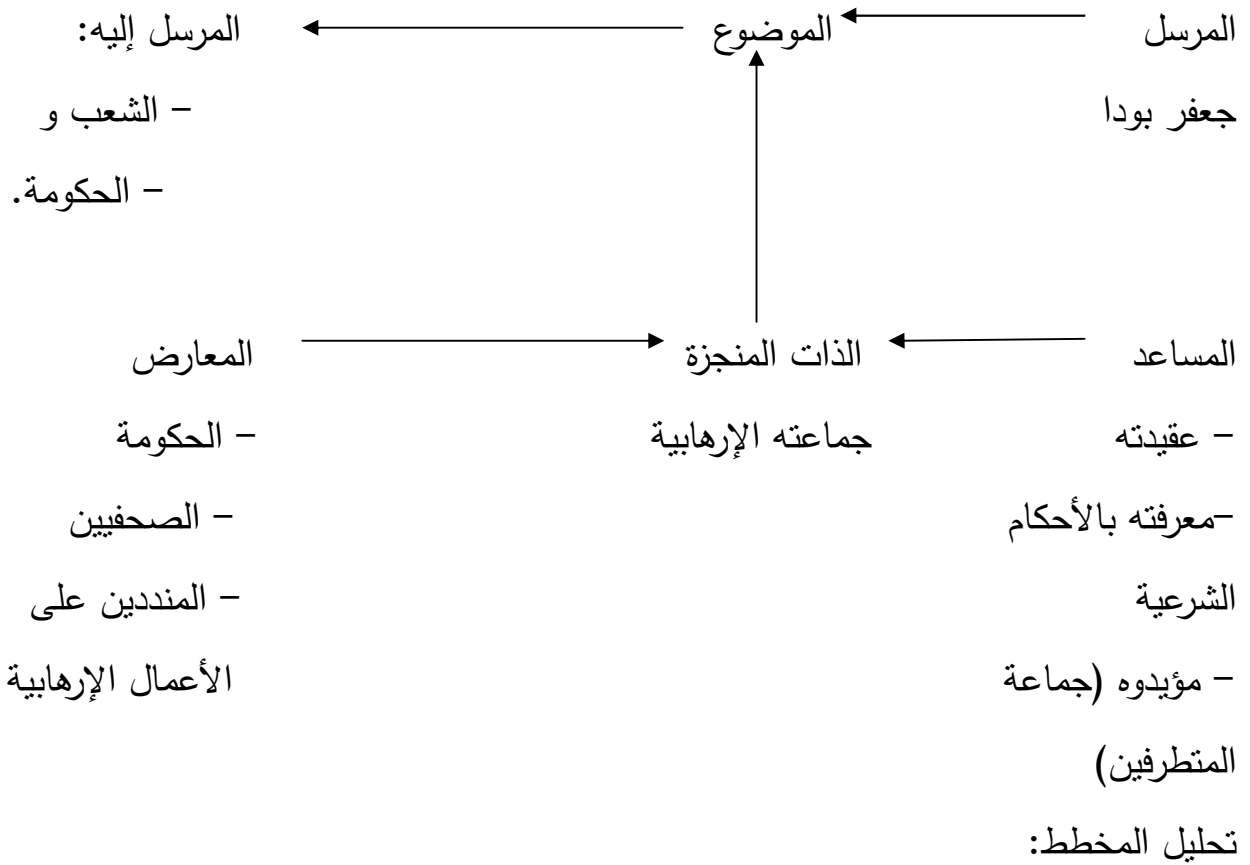 المرسل الموضوع المرسل إليه:
جعفر بودا – الشعب و
– الحكومة.
المساعد الذات المنجزة المعارض
– عقيدته جماعته الإرهابية – الحكومة
–معرفته بالأحكام – الصحفيين
الشرعية – المنددين على
– مؤيدوه (جماعة الأعمال الإرهابية
المتطرفين)
تحليل المخطط: